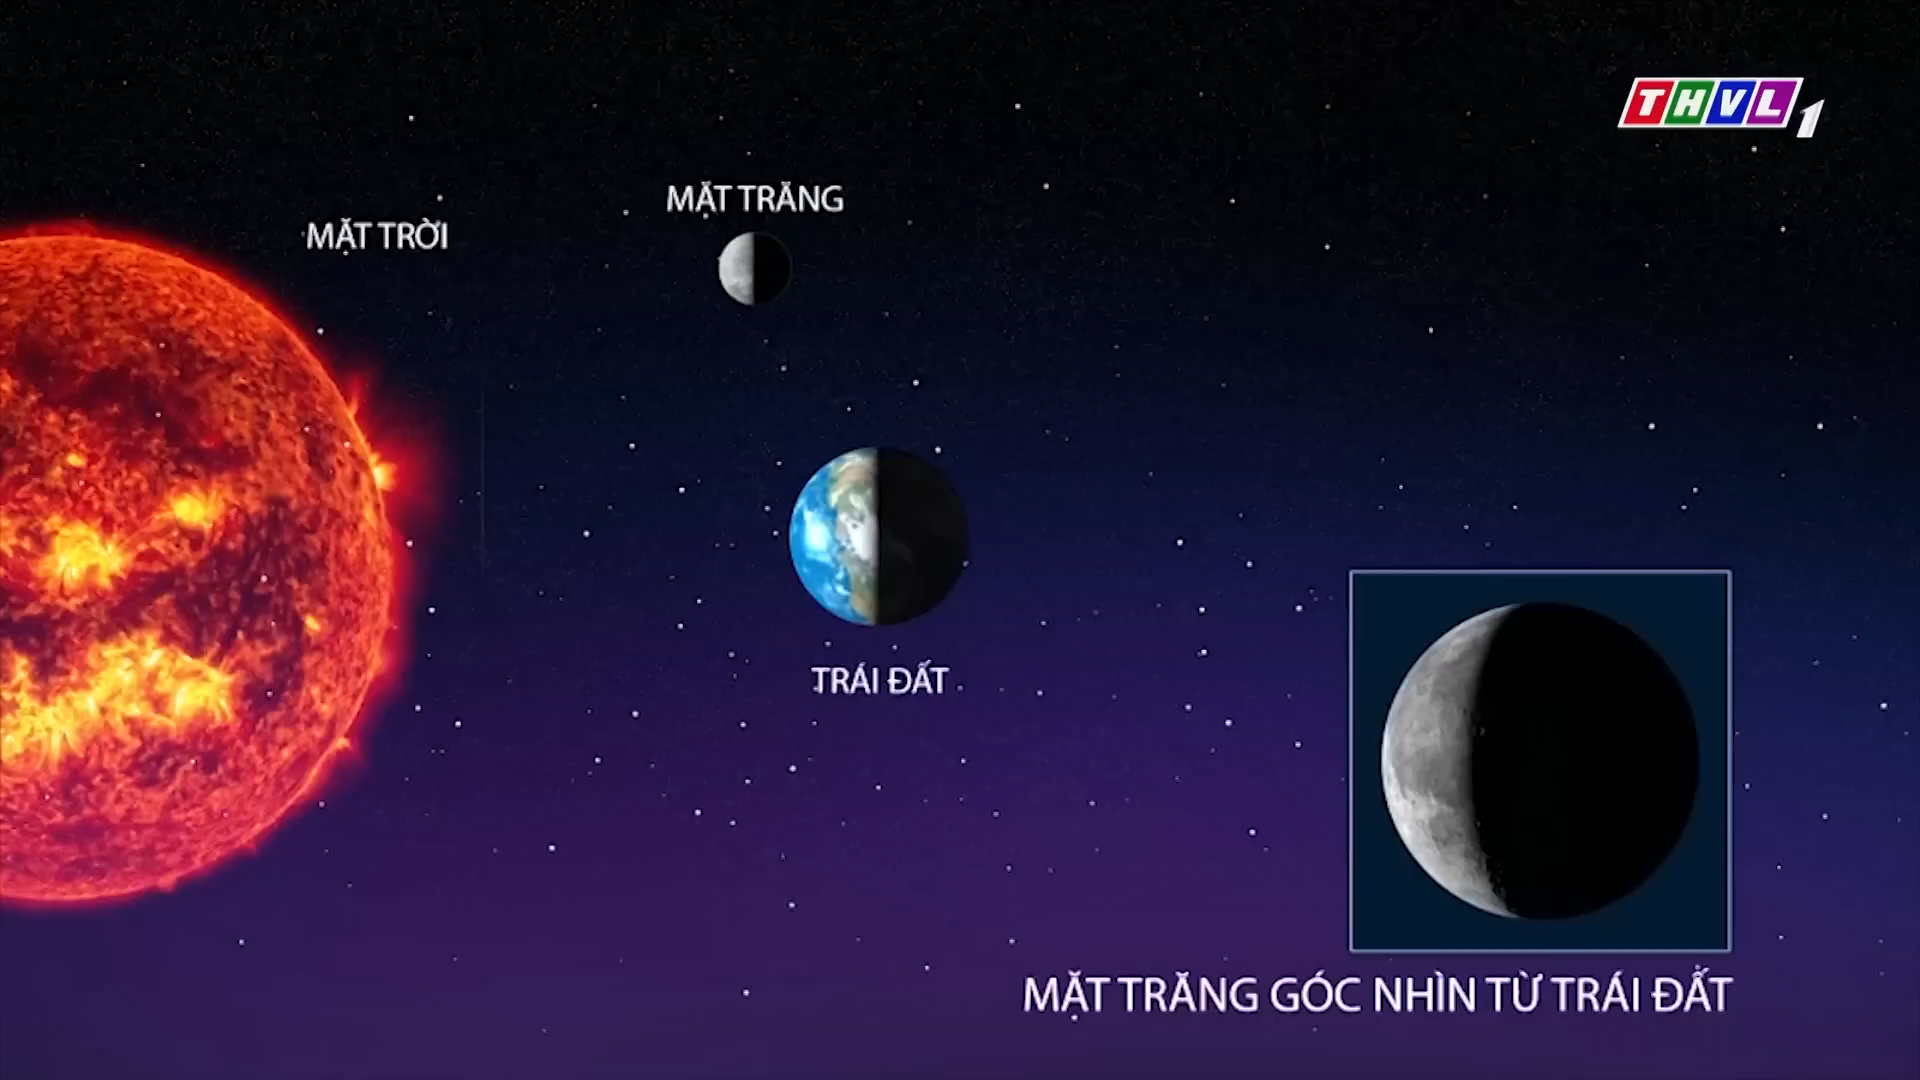 THVL1
MẶT TRĂNG
MẶT TRỜI
TRÁI ĐẤT
MẶT TRĂNG GÓC NHÌN TỪ TRÁI ĐẤT